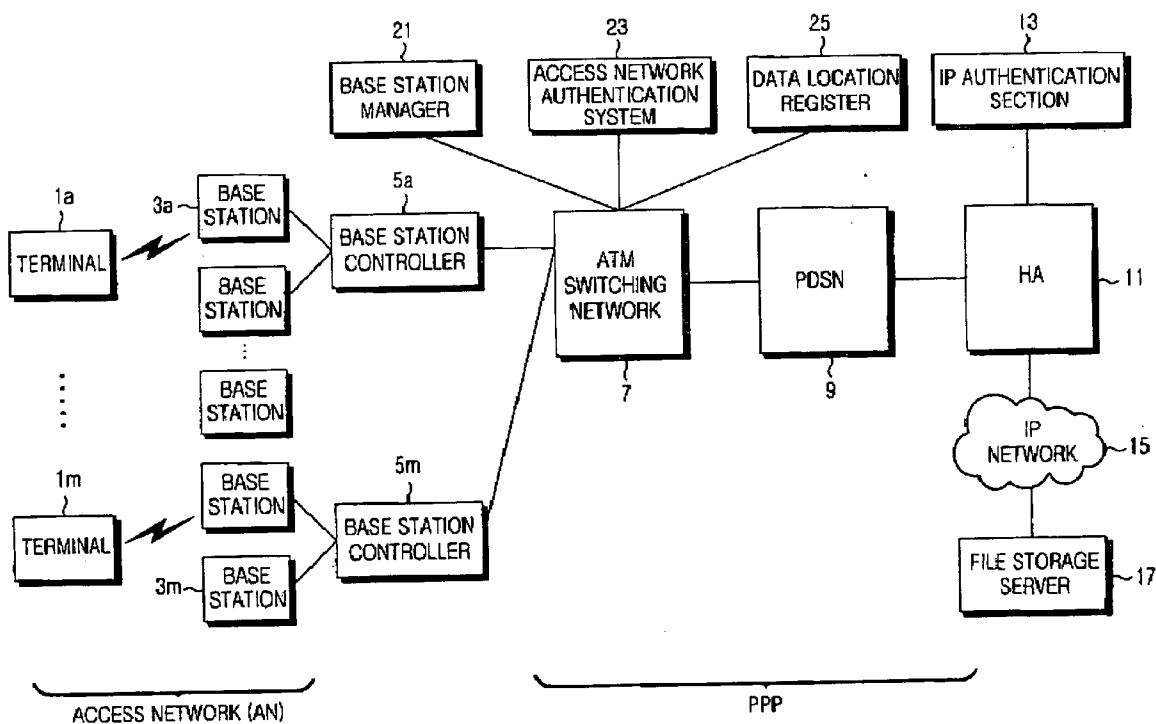 21
23
25
13
BASE STATION
MANAGER
ACCESS NETWORK
AUTHENTICATION
SYSTEM
DATA LOCATION
REGISTER
IP AUTHENTICATION
SECTION
1a
TERMINAL
3a
BASE
STATION
5a
BASE STATION
CONTROLLER
BASE
STATION
BASE
STATION
ATM
SWITCHING
NETWORK
7
PDSN
9
HA
11
IP
NETWORK
15
1m
TERMINAL
BASE
STATION
5m
BASE STATION
CONTROLLER
3m
BASE
STATION
FILE STORAGE
SERVER
17
ACCESS NETWORK (AN)
PPP